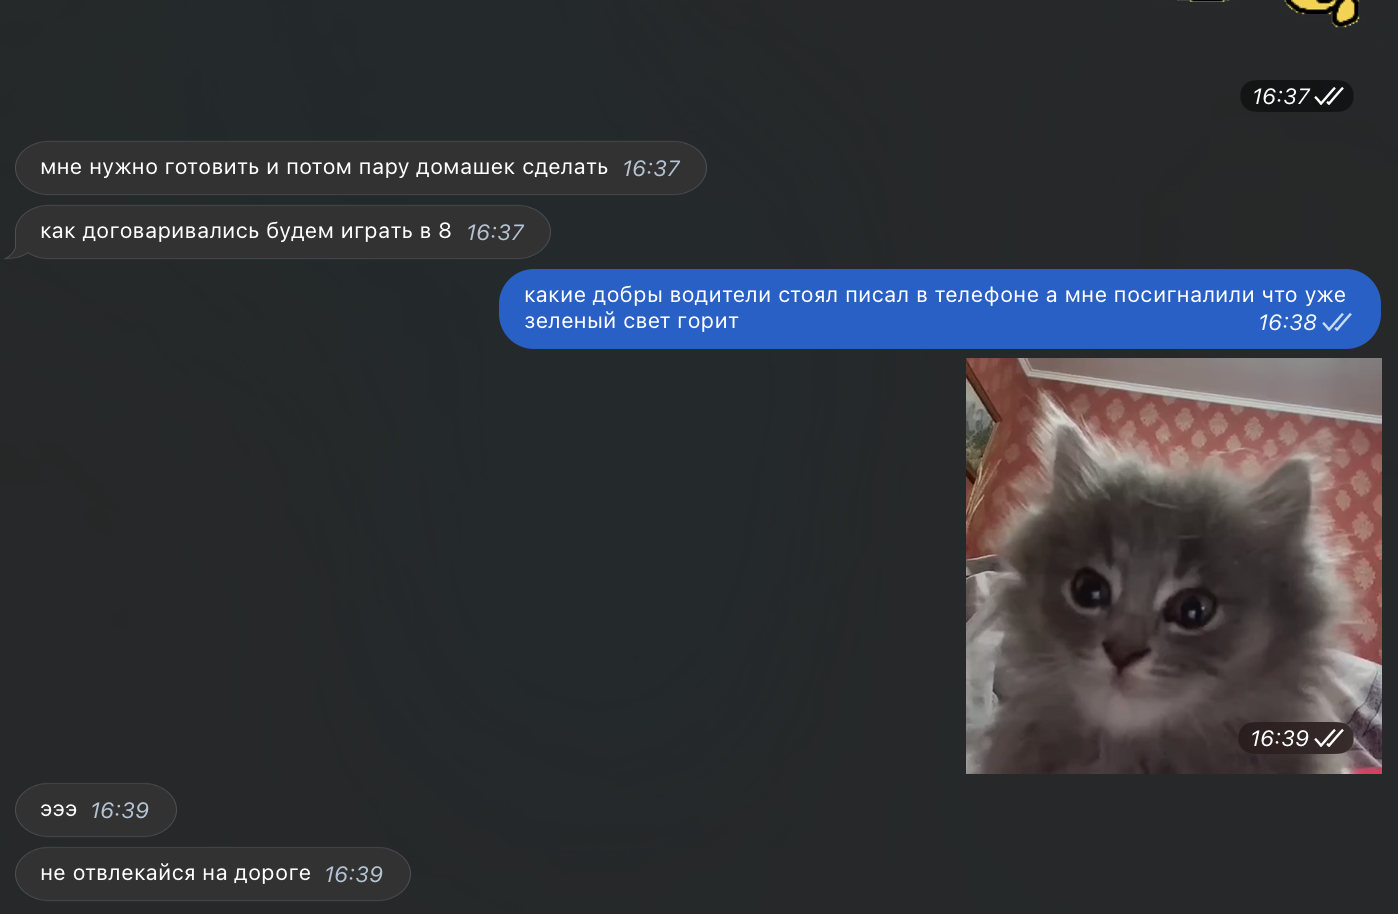 16:37
мне нужно готовить и потом пару домашек сделать 16:37
как договаривались будем играть в 8 16:37
какие добры водители стоял писал в телефоне а мне посигналили что уже
зеленый свет горит 16:38
16:39
эээ 16:39
не отвлекайся на дороге 16:39